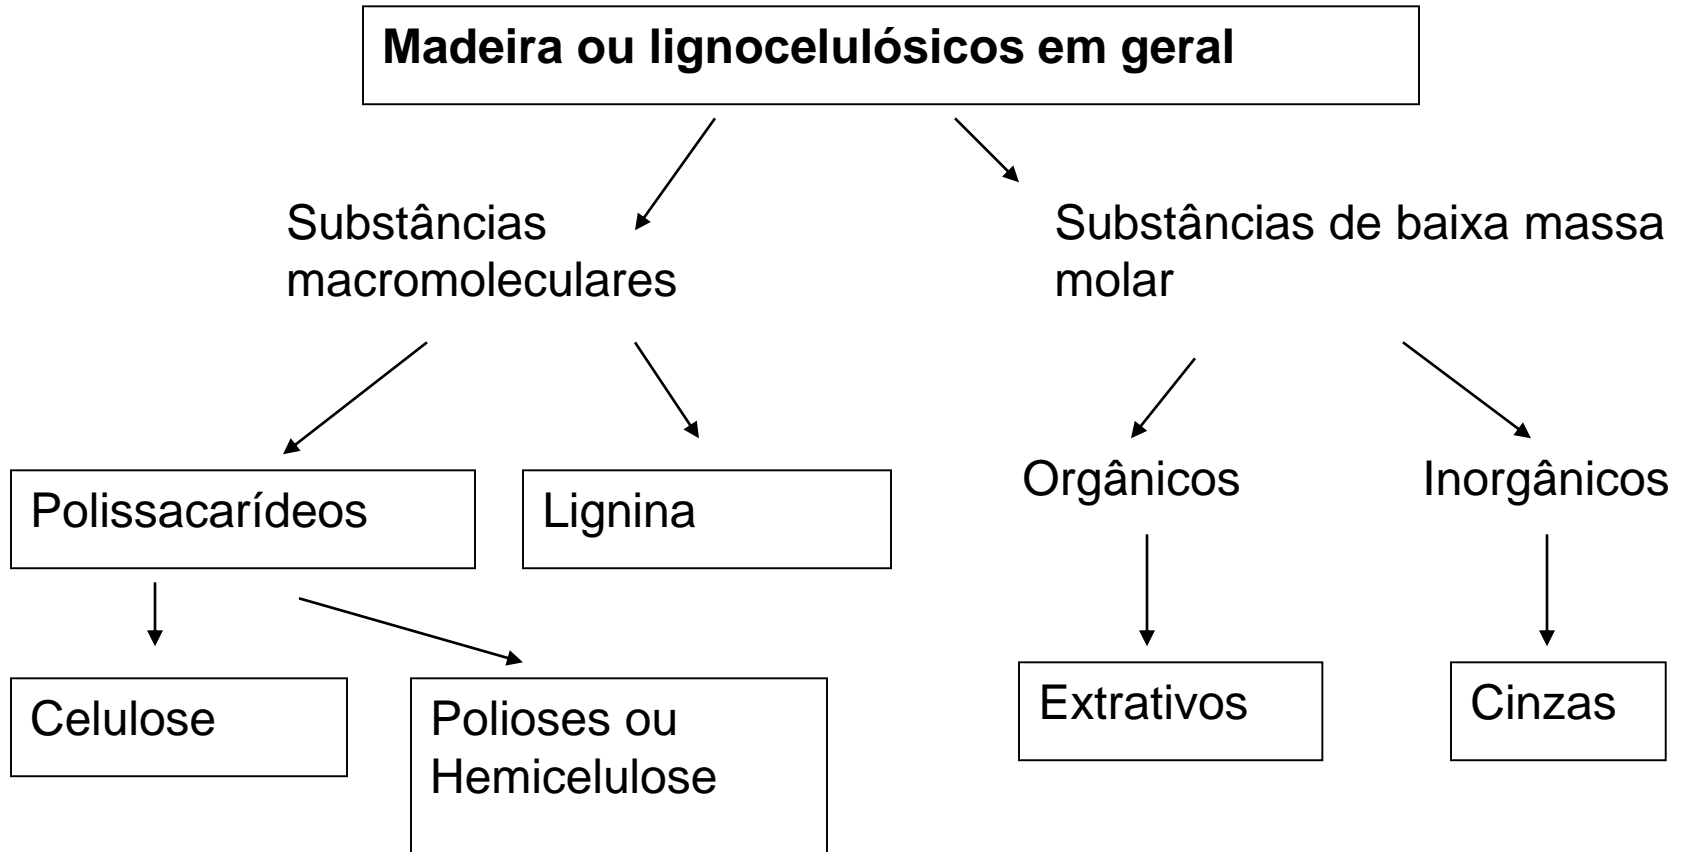 Madeira ou lignocelulósicos em geral
Substâncias
macromoleculares
Substâncias de baixa massa
molar
Polissacarídeos
Lignina
Orgânicos
Inorgânicos
Celulose
Polioses ou
Hemicelulose
Extrativos
Cinzas